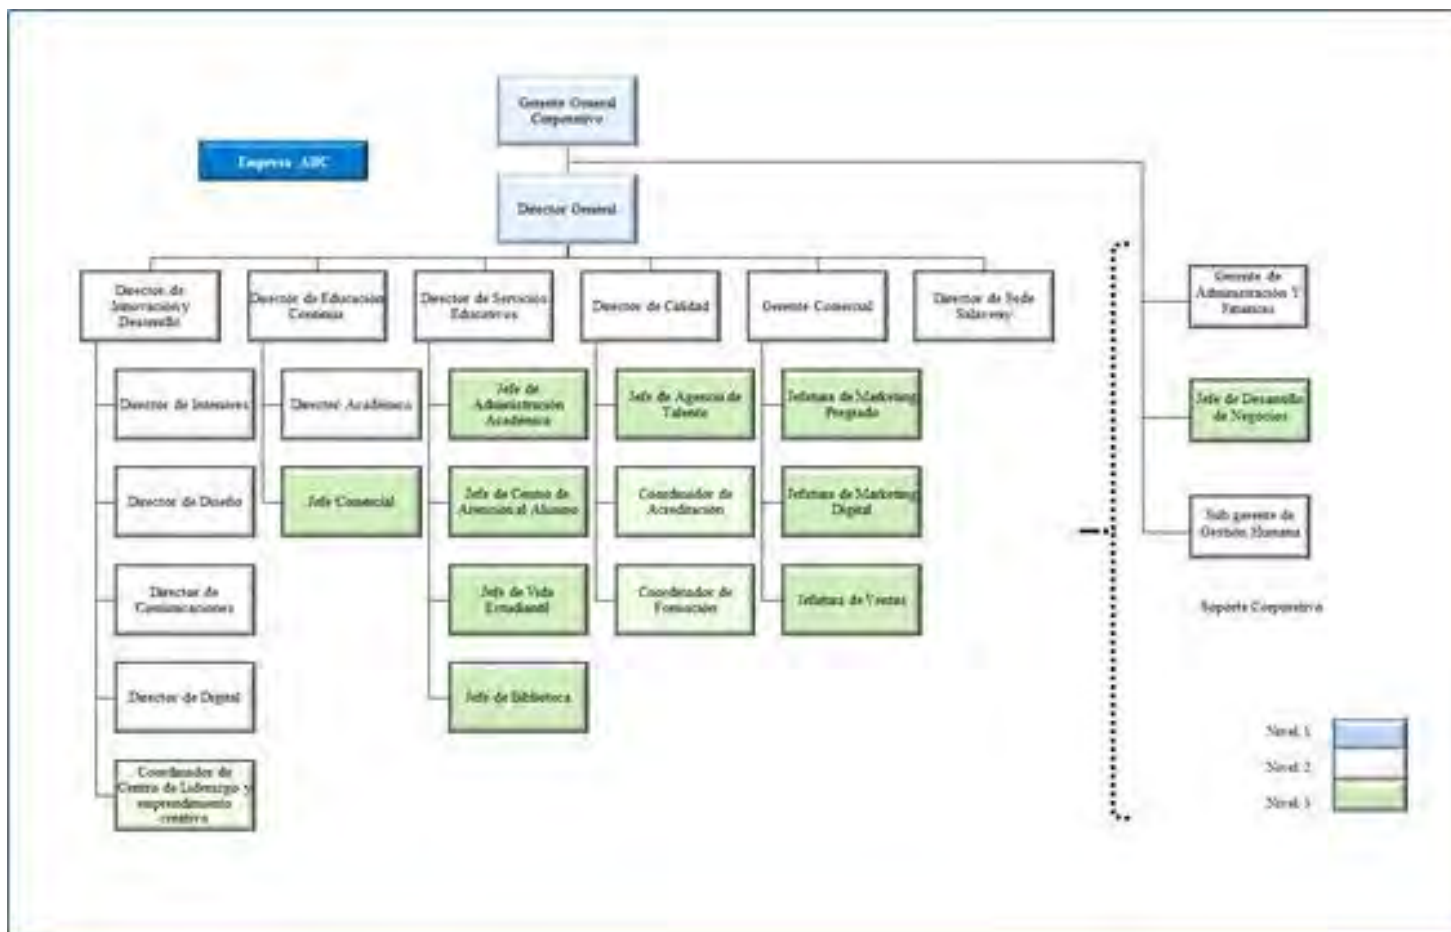 Gerente General
Corporativo
Empresa ABC
Director General
Director de
Innovación y
Desarrollo
Director de Educación
Continua
Director de Servicios
Educativos
Director de Calidad
Gerente Comercial
Director de Sede
Salaverry
Gerente de
Administración Y
Finanzas
Director de Interiores
Director Académica
Jefe de
Administración
Académica
Jefe de Agencia de
Talento
Jefatura de Marketing
Pregrado
Jefe de Desarrollo
de Negocios
Director de Diseño
Jefe Comercial
Jefe de Centro de
Atención al Alumno
Coordinador de
Acreditación
Jefatura de Marketing
Digital
Sub gerente de
Gestión Humana
Director de
Comunicaciones
Jefe de Vida
Estudiantil
Coordinador de
Formación
Jefatura de Ventas
Soporte Corporativo
Director de Digital
Jefe de Biblioteca
Coordinador de
Centro de Liderazgo y
emprendimiento
creativo
Nivel 1
Nivel 2
Nivel 3